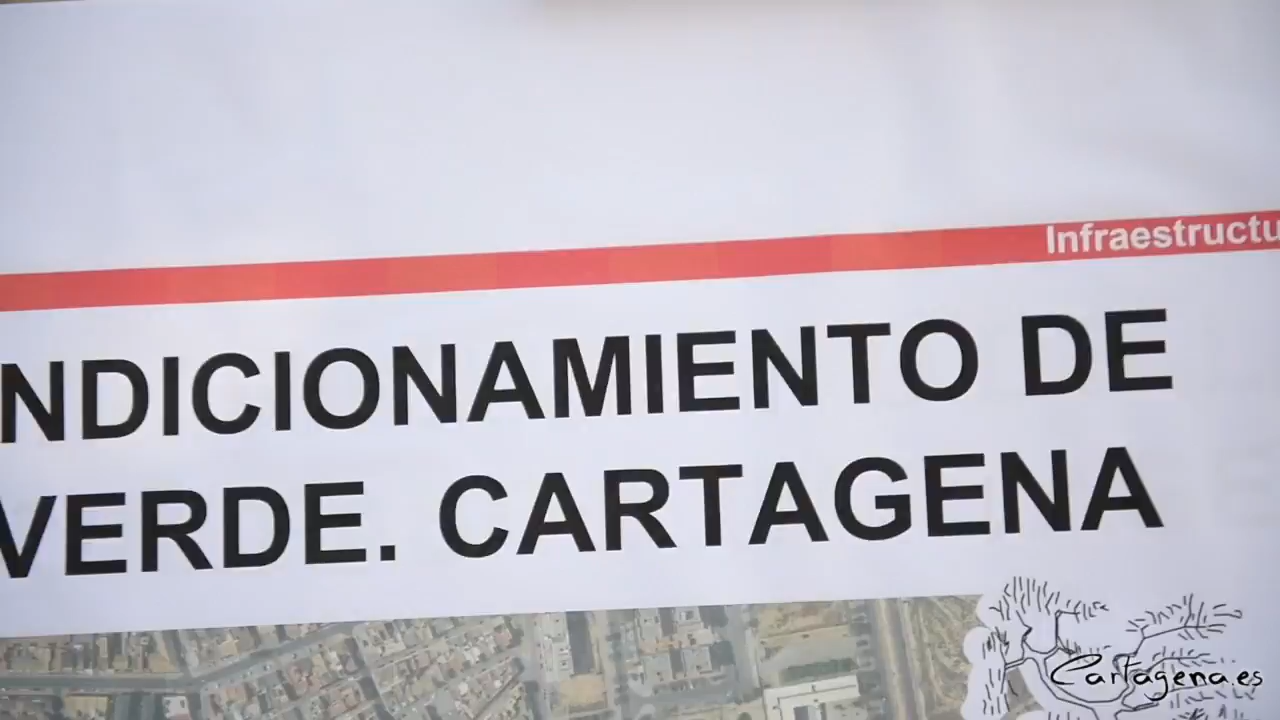 Infraestructu
NDICIONAMIENTO DE
VERDE. CARTAGENA
Cartagena.es